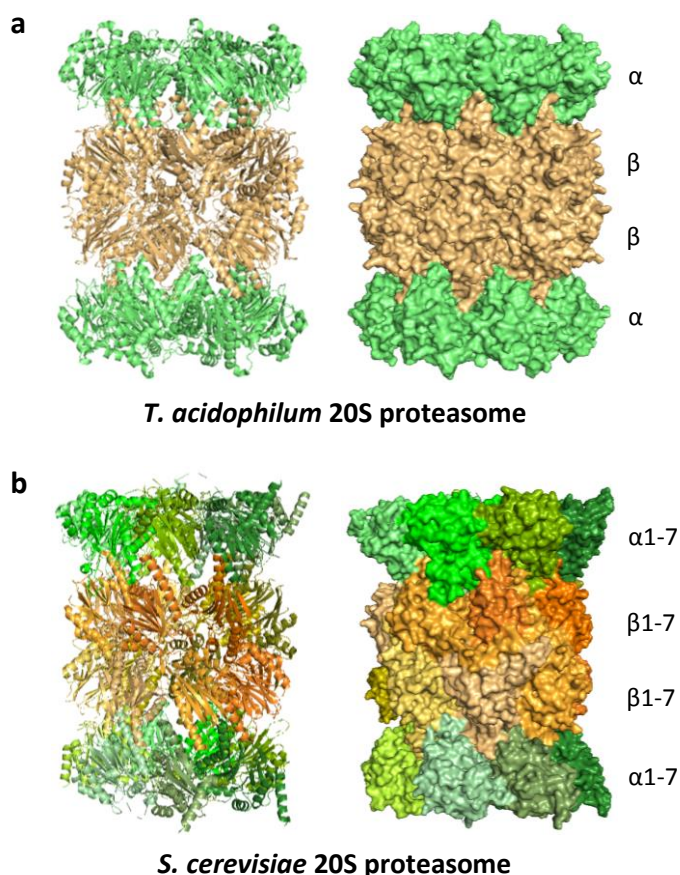 a
α
β
β
α
T. acidophilum 20S proteasome
b
α1-7
β1-7
β1-7
α1-7
S. cerevisiae 20S proteasome